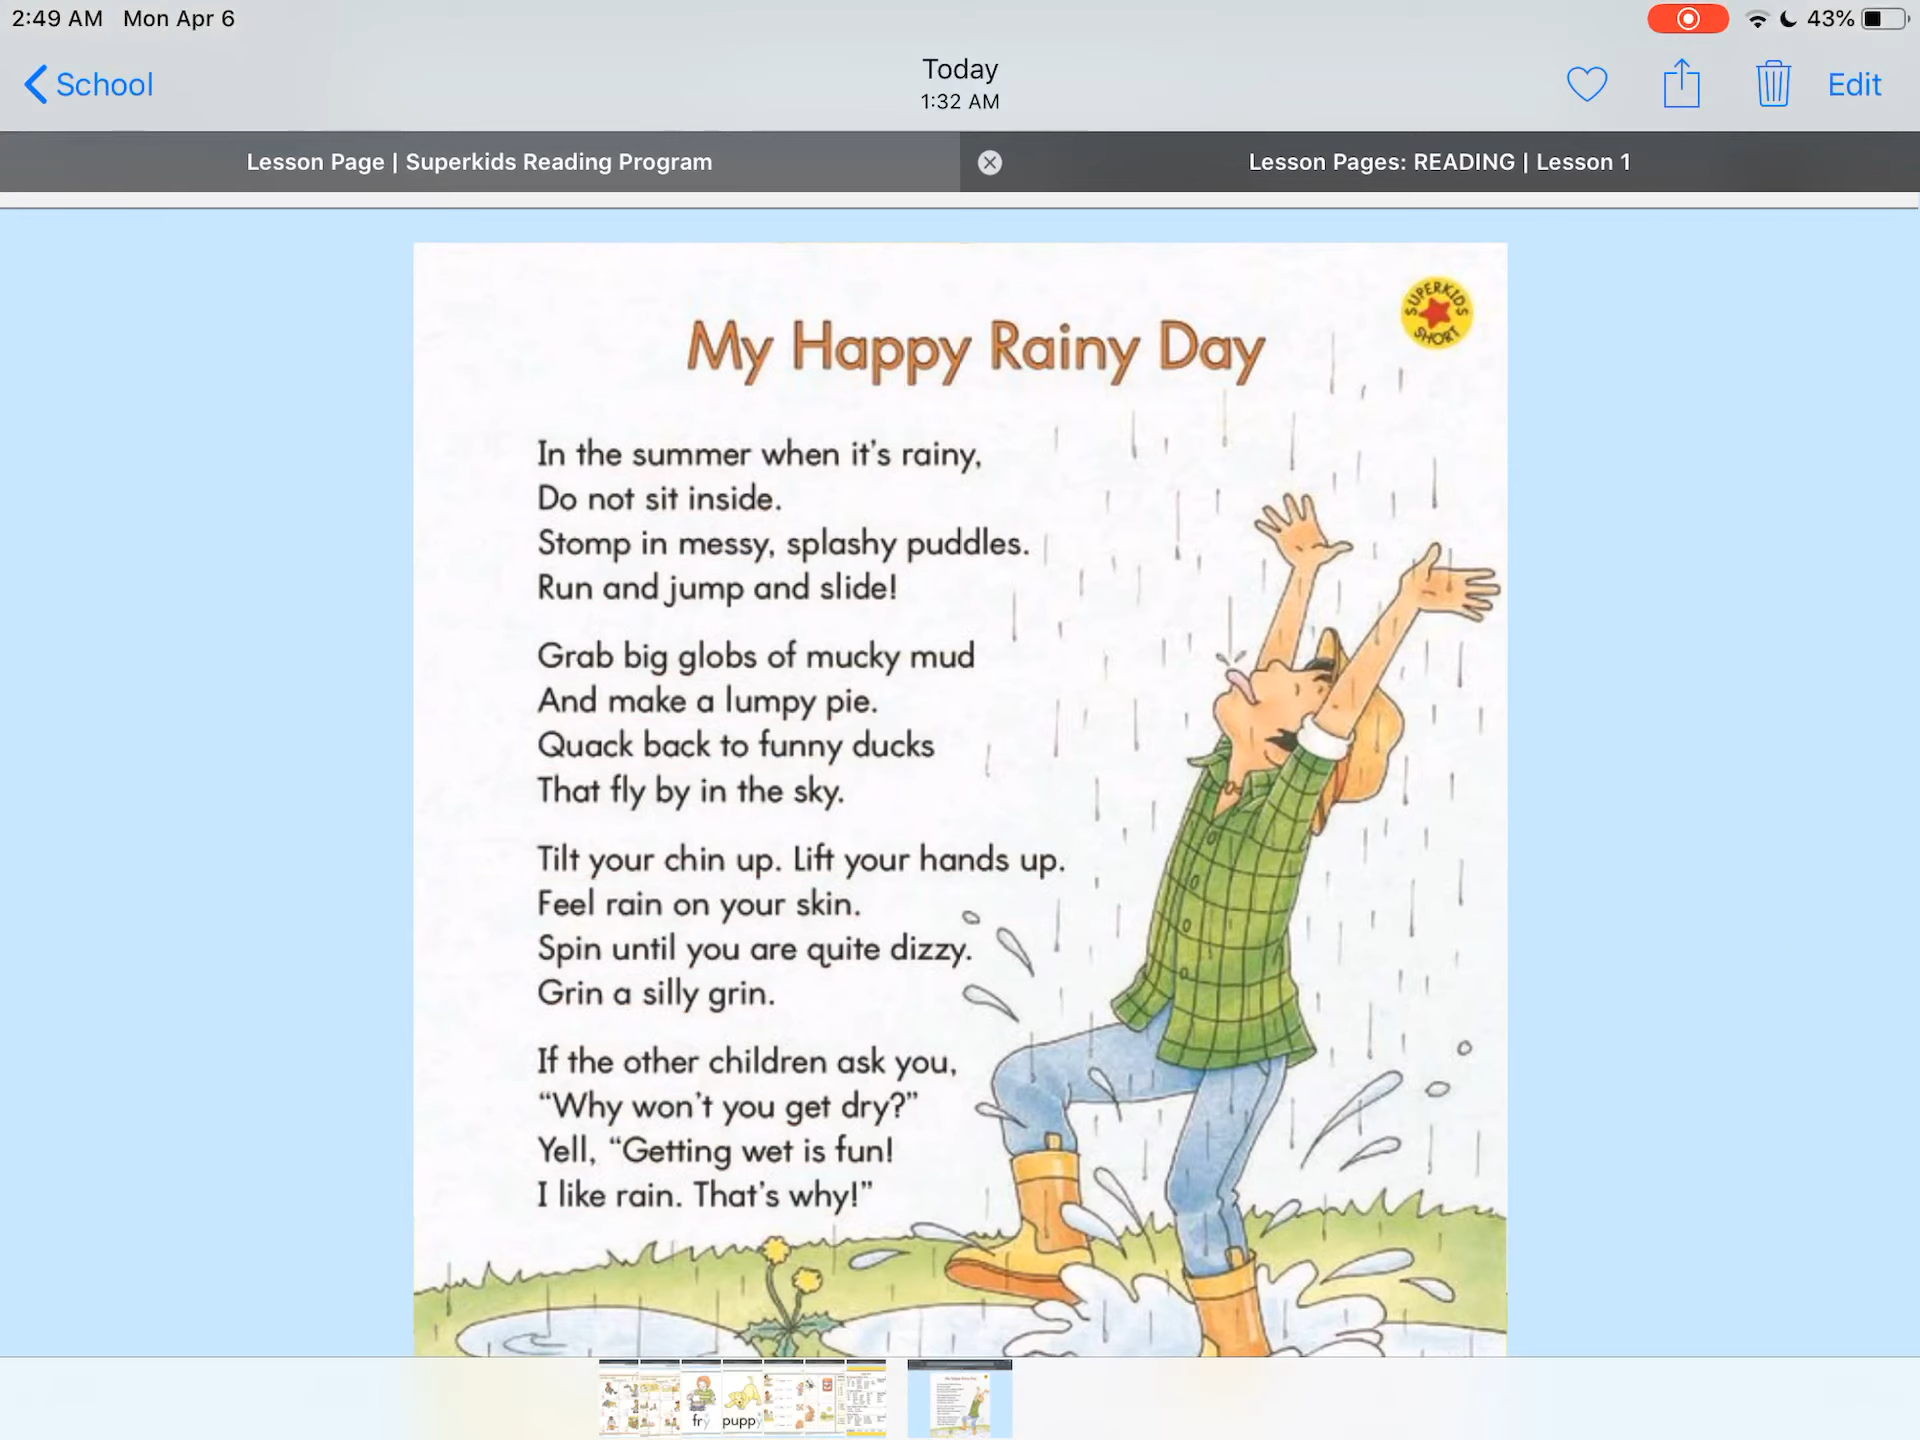 2:49 AM Mon Apr 6
43%
School
Today
1:32 AM
Edit
Lesson Page | Superkids Reading Program
Lesson Pages: READING | Lesson 1
SUPERKIDS
SHORT
My Happy Rainy Day
In the summer when it's rainy,
Do not sit inside.
Stomp in messy, splashy puddles.
Run and jump and slide!
Grab big globs of mucky mud
And make a lumpy pie.
Quack back to funny ducks
That fly by in the sky.
Tilt your chin up. Lift your hands up.
Feel rain on your skin.
Spin until you are quite dizzy.
Grin a silly grin.
If the other children ask you,
“Why won't you get dry?”
Yell, “Getting wet is fun!
I like rain. That's why!”
fry
puppy